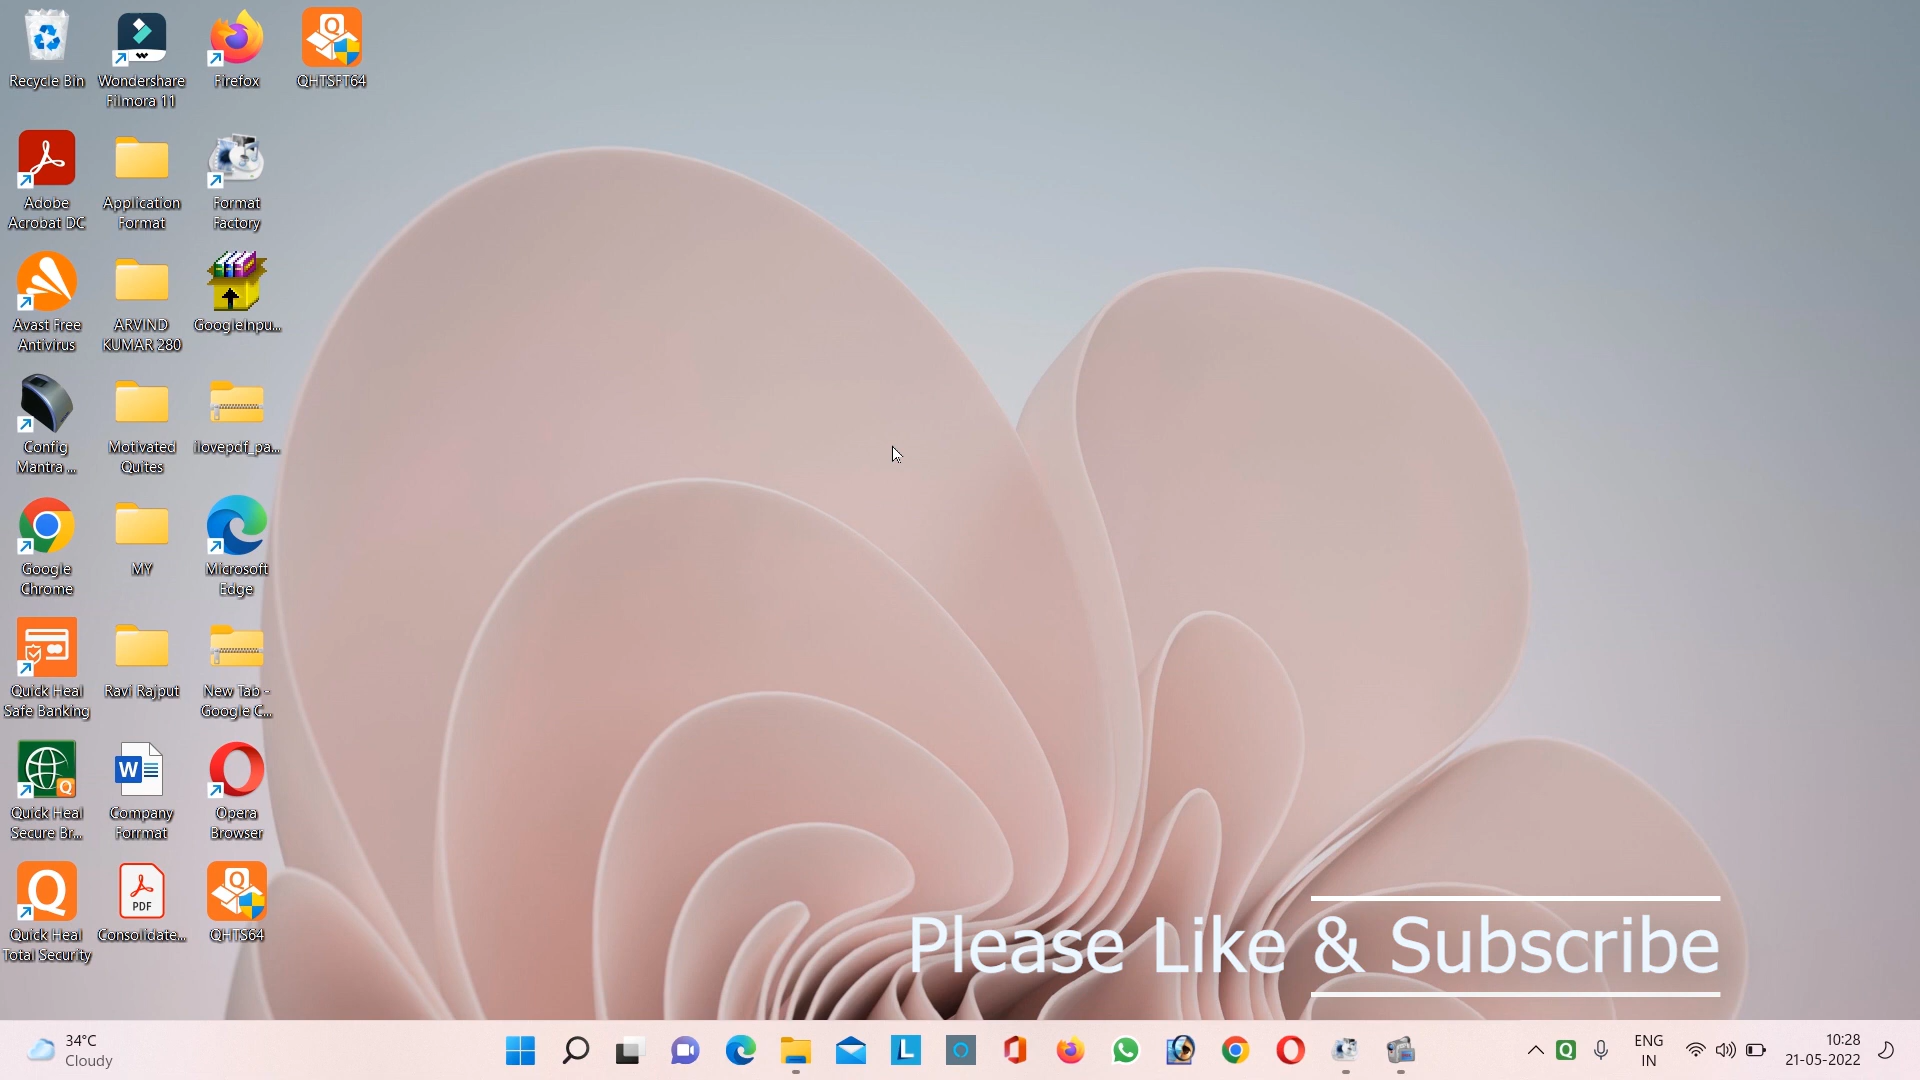 Recycle Bin
Wondershare
Filmora 11
Firefox
QHTSFT64
Adobe
Acrobat DC
Application
Format
Format
Factory
Avast Free
Antivirus
ARVIND
KUMAR 280
GoogleInpu...
Config
Mantra ...
Motivated
Quites
ilovepdf_pa...
Google
Chrome
MY
Microsoft
Edge
Quick Heal
Safe Banking
Ravi Rajput
New Tab -
Google C...
Quick Heal
Secure Br...
Company
Forrmat
Opera
Browser
Quick Heal
Total Security
PDF
Consolidate...
QHTS64
Please Like & Subscribe
34°C
Cloudy
ENG
IN
10:28
21-05-2022